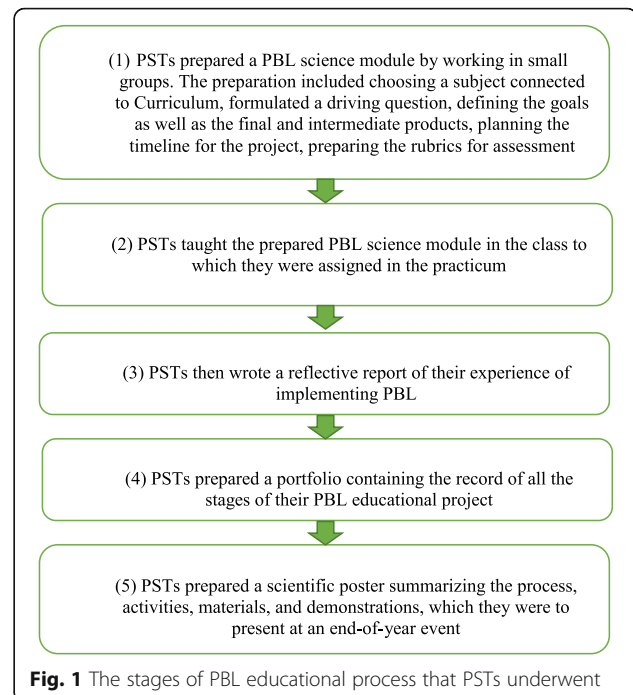 (1) PSTs prepared a PBL science module by working in small
groups. The preparation included choosing a subject connected
to Curriculum, formulated a driving question, defining the goals
as well as the final and intermediate products, planning the
timeline for the project, preparing the rubrics for assessment
(2) PSTs taught the prepared PBL science module in the class to
which they were assigned in the practicum
(3) PSTs then wrote a reflective report of their experience of
implementing PBL
(4) PSTs prepared a portfolio containing the record of all the
stages of their PBL educational project
(5) PSTs prepared a scientific poster summarizing the process,
activities, materials, and demonstrations, which they were to
present at an end-of-year event
Fig. 1 The stages of PBL educational process that PSTs underwent